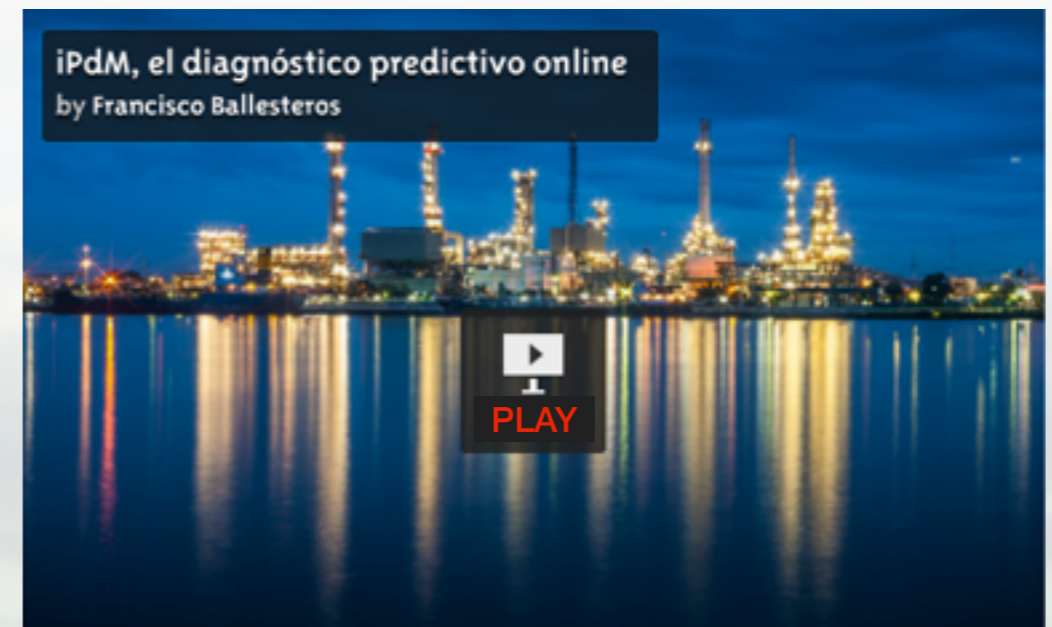 iPdM, el diagnóstico predictivo online
by Francisco Ballesteros
PLAY